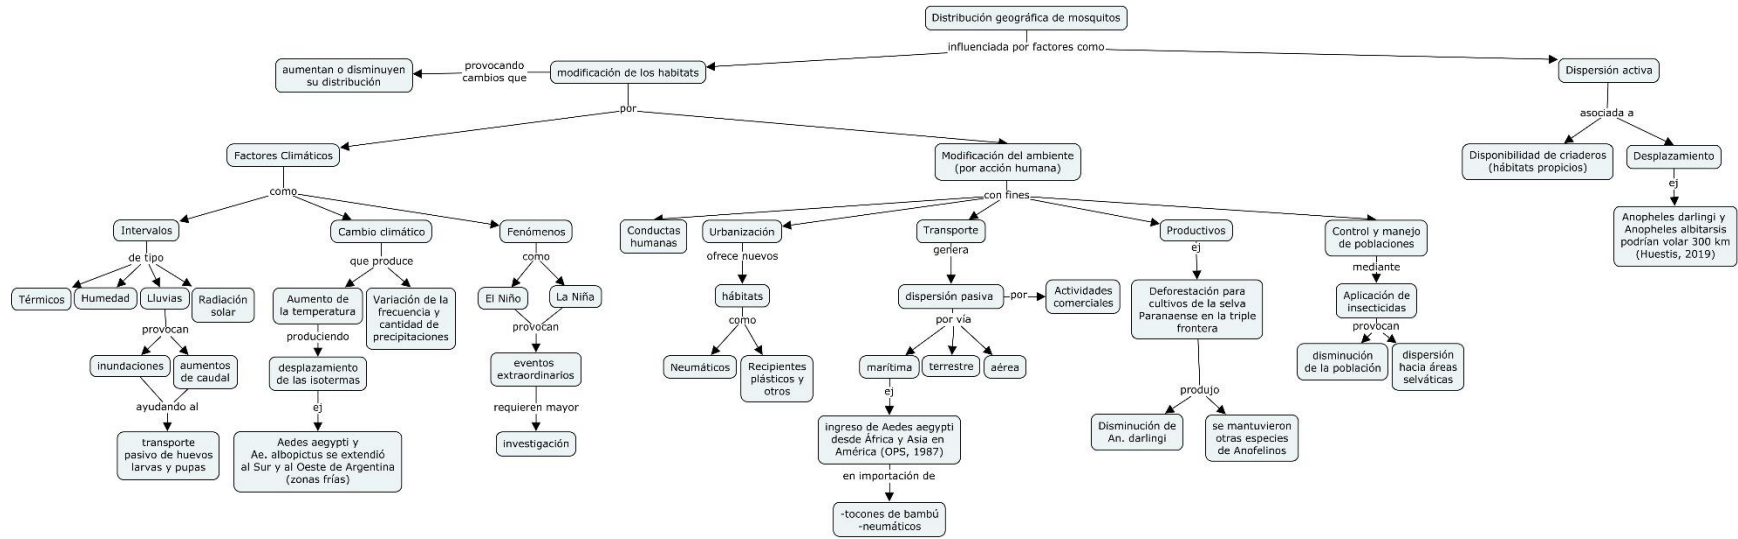 Distribución geográfica de mosquitos
influenciada por factores como
modificación de los habitats
provocando
cambios que
aumentan o disminuyen
su distribución
Dispersión activa
asociada a
Disponibilidad de criaderos
(hábitats propicios)
Desplazamiento
ej
Anopheles darlingi y
Anopheles albitarsis
podrían volar 300 km
(Huestis, 2019)
por
Factores Climáticos
como
Intervalos
de tipo
Térmicos
Humedad
Lluvias
Radiación
solar
provocan
inundaciones
aumentos
de caudal
ayudando al
transporte
pasivo de huevos
larvas y pupas
Cambio climático
que produce
Aumento de
la temperatura
Variación de la
frecuencia y
cantidad de
precipitaciones
produciendo
desplazamiento
de las isotermas
ej
Aedes aegypti y
Ae. albopictus se extendió
al Sur y al Oeste de Argentina
(zonas frías)
Fenómenos
como
El Niño
La Niña
provocan
eventos
extraordinarios
requieren mayor
investigación
Modificación del ambiente
(por acción humana)
con fines
Conductas
humanas
Urbanización
ofrece nuevos
hábitats
como
Neumáticos
Recipientes
plásticos y
otros
Transporte
genera
dispersión pasiva
por
Actividades
comerciales
por vía
marítima
terrestre
aérea
ej
ingreso de Aedes aegypti
desde África y Asia en
América (OPS, 1987)
en importación de
-tocones de bambú
-neumáticos
Productivos
ej
Deforestación para
cultivos de la selva
Paranaense en la triple
frontera
produjo
Disminución de
An. darlingi
se mantuvieron
otras especies
de Anofelinos
Control y manejo
de poblaciones
mediante
Aplicación de
insecticidas
provocan
disminución
de la población
dispersión
hacia áreas
selváticas